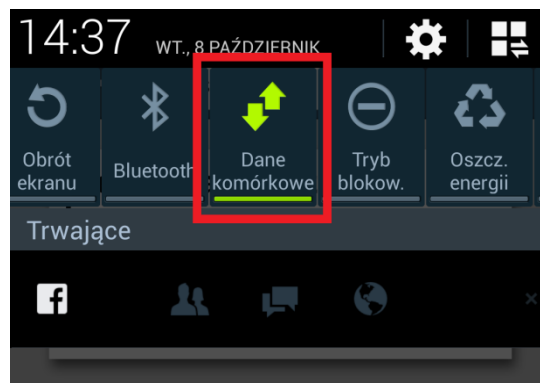 14:37 WT., 8 PAŹDZIERNIK
Obrót
ekranu
Bluetooth
Dane
komórkowe
Tryb
blokow.
Oszcz.
energii
Trwające